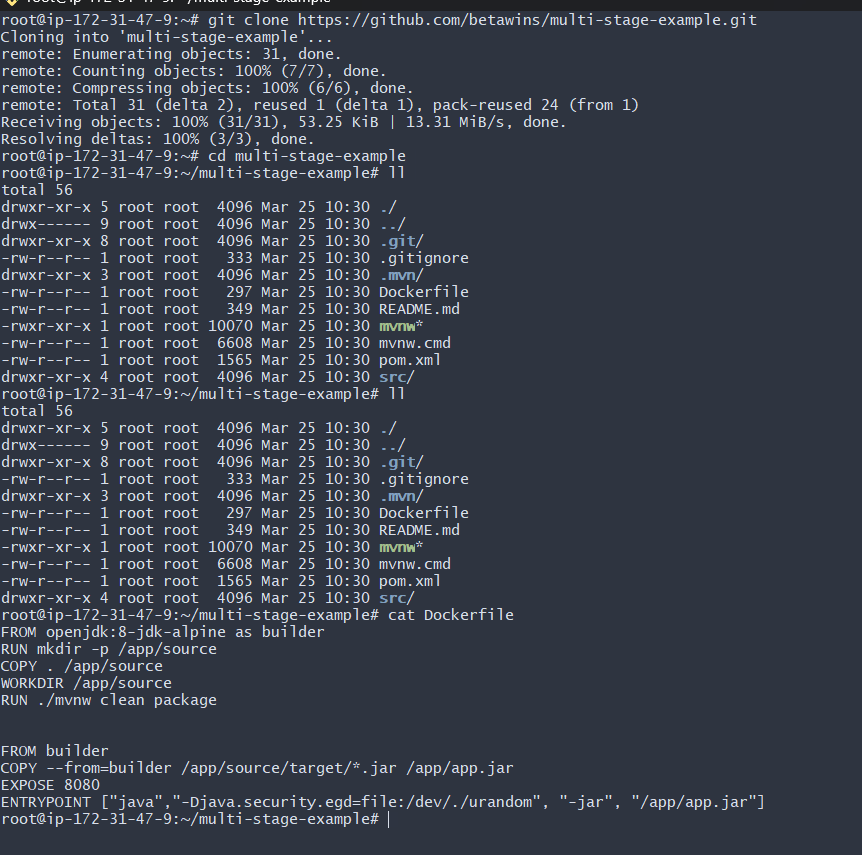 root@ip-172-31-47-9:~# git clone https://github.com/betawins/multi-stage-example.git
Cloning into 'multi-stage-example'...
remote: Enumerating objects: 31, done.
remote: Counting objects: 100% (7/7), done.
remote: Compressing objects: 100% (6/6), done.
remote: Total 31 (delta 2), reused 1 (delta 1), pack-reused 24 (from 1)
Receiving objects: 100% (31/31), 53.25 KiB | 13.31 MiB/s, done.
Resolving deltas: 100% (3/3), done.
root@ip-172-31-47-9:~# cd multi-stage-example
root@ip-172-31-47-9:~/multi-stage-example# ll
total 56
drwxr-xr-x 5 root root  4096 Mar 25 10:30 ./
drwx------ 9 root root  4096 Mar 25 10:30 ../
drwxr-xr-x 8 root root  4096 Mar 25 10:30 .git/
-rw-r--r-- 1 root root   333 Mar 25 10:30 .gitignore
drwxr-xr-x 3 root root  4096 Mar 25 10:30 .mvn/
-rw-r--r-- 1 root root   297 Mar 25 10:30 Dockerfile
-rw-r--r-- 1 root root   349 Mar 25 10:30 README.md
-rwxr-xr-x 1 root root 10070 Mar 25 10:30 mvnw*
-rw-r--r-- 1 root root  6608 Mar 25 10:30 mvnw.cmd
-rw-r--r-- 1 root root  1565 Mar 25 10:30 pom.xml
drwxr-xr-x 4 root root  4096 Mar 25 10:30 src/
root@ip-172-31-47-9:~/multi-stage-example# ll
total 56
drwxr-xr-x 5 root root  4096 Mar 25 10:30 ./
drwx------ 9 root root  4096 Mar 25 10:30 ../
drwxr-xr-x 8 root root  4096 Mar 25 10:30 .git/
-rw-r--r-- 1 root root   333 Mar 25 10:30 .gitignore
drwxr-xr-x 3 root root  4096 Mar 25 10:30 .mvn/
-rw-r--r-- 1 root root   297 Mar 25 10:30 Dockerfile
-rw-r--r-- 1 root root   349 Mar 25 10:30 README.md
-rwxr-xr-x 1 root root 10070 Mar 25 10:30 mvnw*
-rw-r--r-- 1 root root  6608 Mar 25 10:30 mvnw.cmd
-rw-r--r-- 1 root root  1565 Mar 25 10:30 pom.xml
drwxr-xr-x 4 root root  4096 Mar 25 10:30 src/
root@ip-172-31-47-9:~/multi-stage-example# cat Dockerfile
FROM openjdk:8-jdk-alpine as builder
RUN mkdir -p /app/source
COPY . /app/source
WORKDIR /app/source
RUN ./mvnw clean package
FROM builder
COPY --from=builder /app/source/target/*.jar /app/app.jar
EXPOSE 8080
ENTRYPOINT ["java","-Djava.security.egd=file:/dev/./urandom", "-jar", "/app/app.jar"]
root@ip-172-31-47-9:~/multi-stage-example#